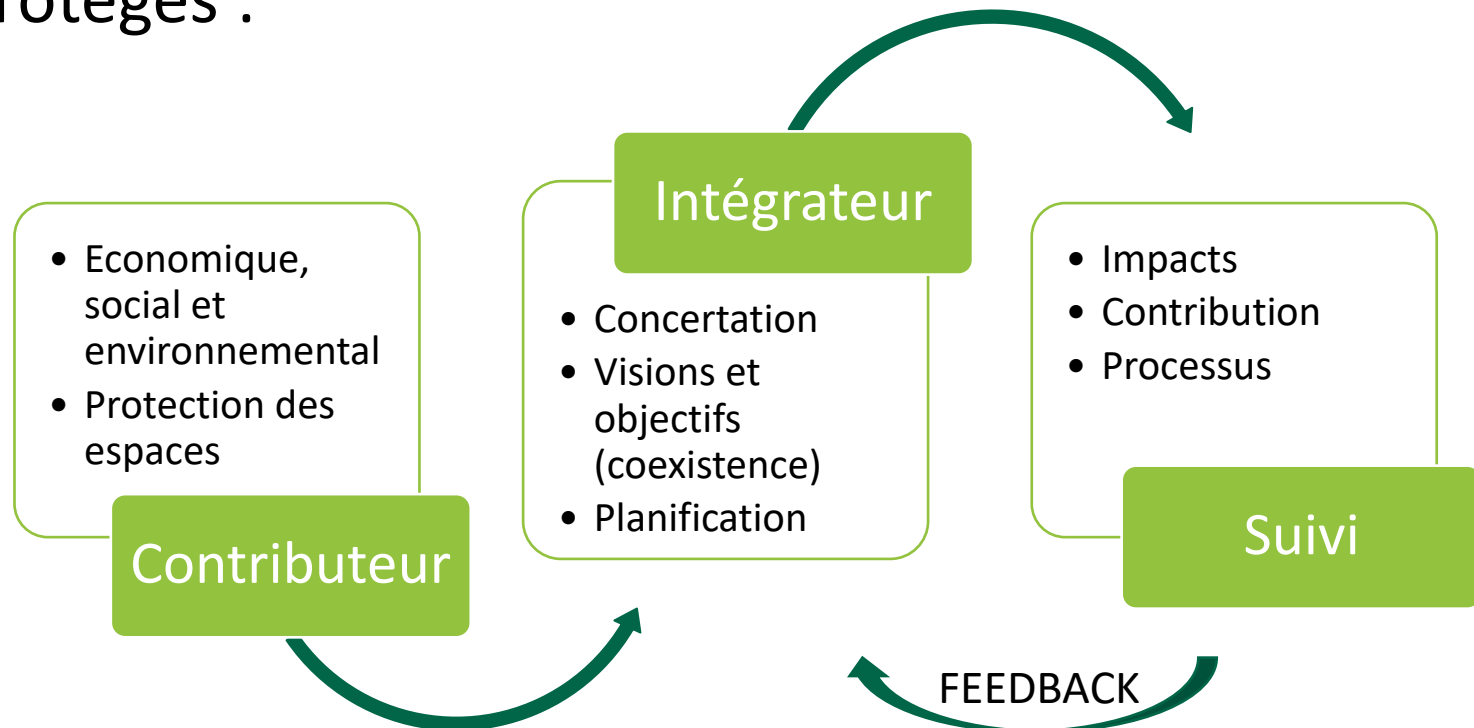 rotégés :
• Economique,
social et
environnemental
• Protection des
espaces
Contributeur
Intégrateur
• Concertation
• Visions et
objectifs
(coexistence)
• Planification
• Impacts
• Contribution
• Processus
Suivi
FEEDBACK